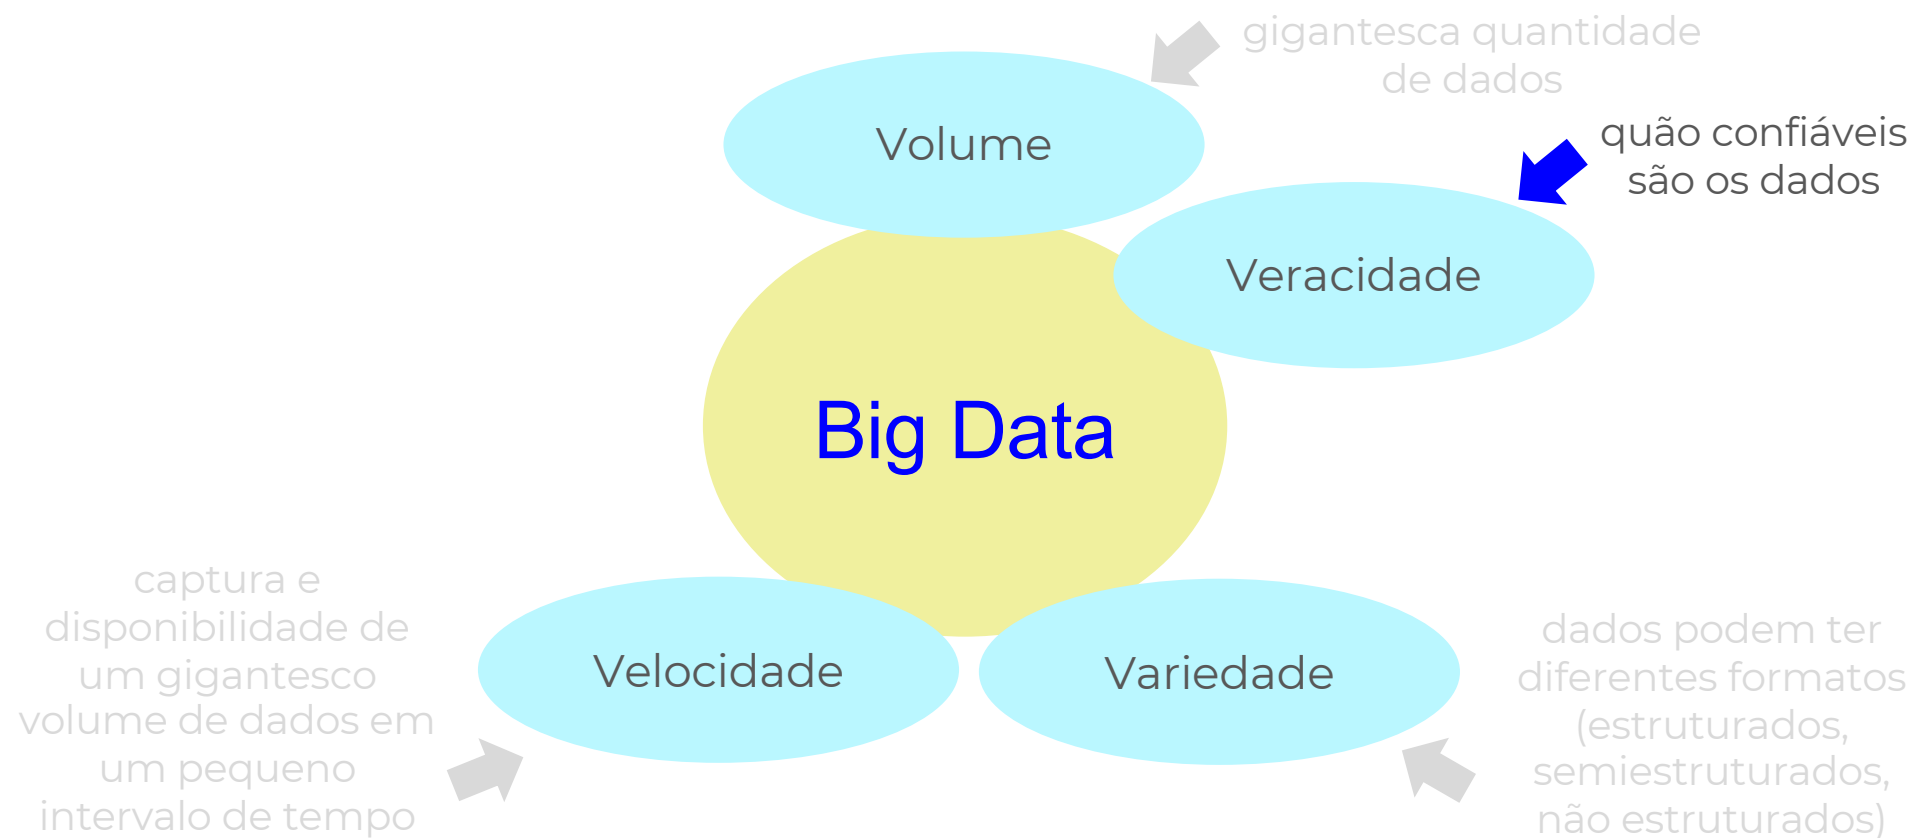 gigantesca quantidade
de dados
Volume
quão confiáveis
são os dados
Veracidade
Big Data
captura e
disponibilidade de
um gigantesco
volume de dados em
um pequeno
intervalo de tempo
Velocidade
Variedade
dados podem ter
diferentes formatos
(estruturados,
semiestruturados,
não estruturados)